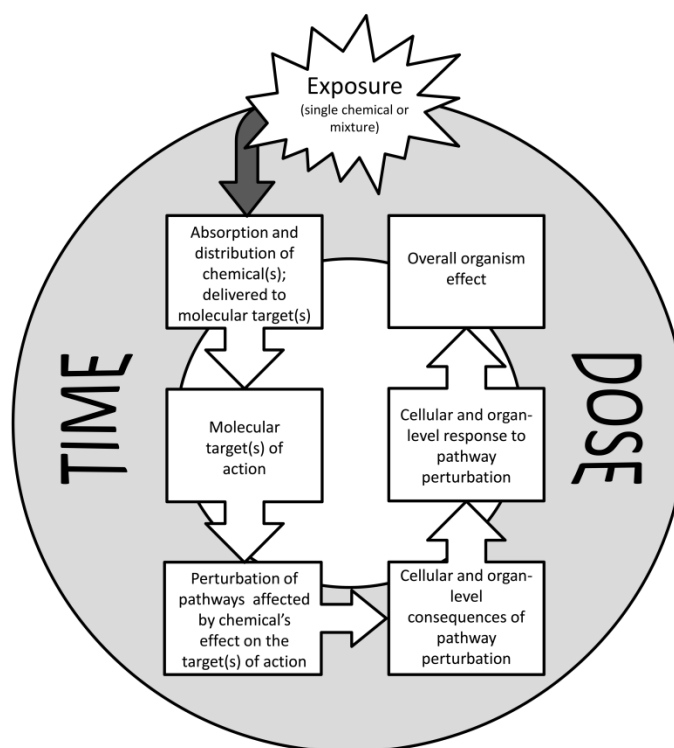 Exposure
(single chemical or
mixture)
Absorption and
distribution of
chemical(s);
delivered to
molecular target(s)
Molecular
target(s) of
action
Perturbation of
pathways affected
by chemical's
effect on the
target(s) of action
Cellular and organ-
level consequences of
pathway
perturbation
Cellular and organ-
level response to
pathway
perturbation
Overall organism
effect
TIME
DOSE